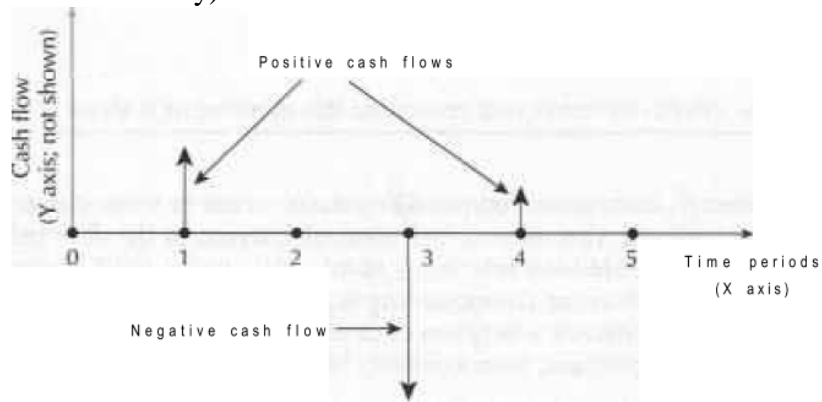 y)
Positive cash flows
Cash flow
(Y axis; not shown)
0 1 2 3 4 5
Time periods
(X axis)
Negative cash flow